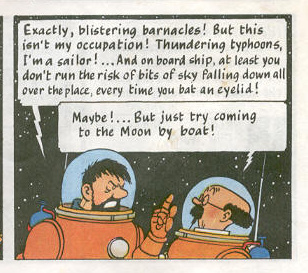 Exactly, blistering barnacles! But this
isn't my occupation! Thundering typhoons,
I'm a sailor!...And on board ship, at least you
don't run the risk of bits of sky falling down all
over the place, every time you bat an eyelid!
Maybe!...But just try coming
to the Moon by boat!